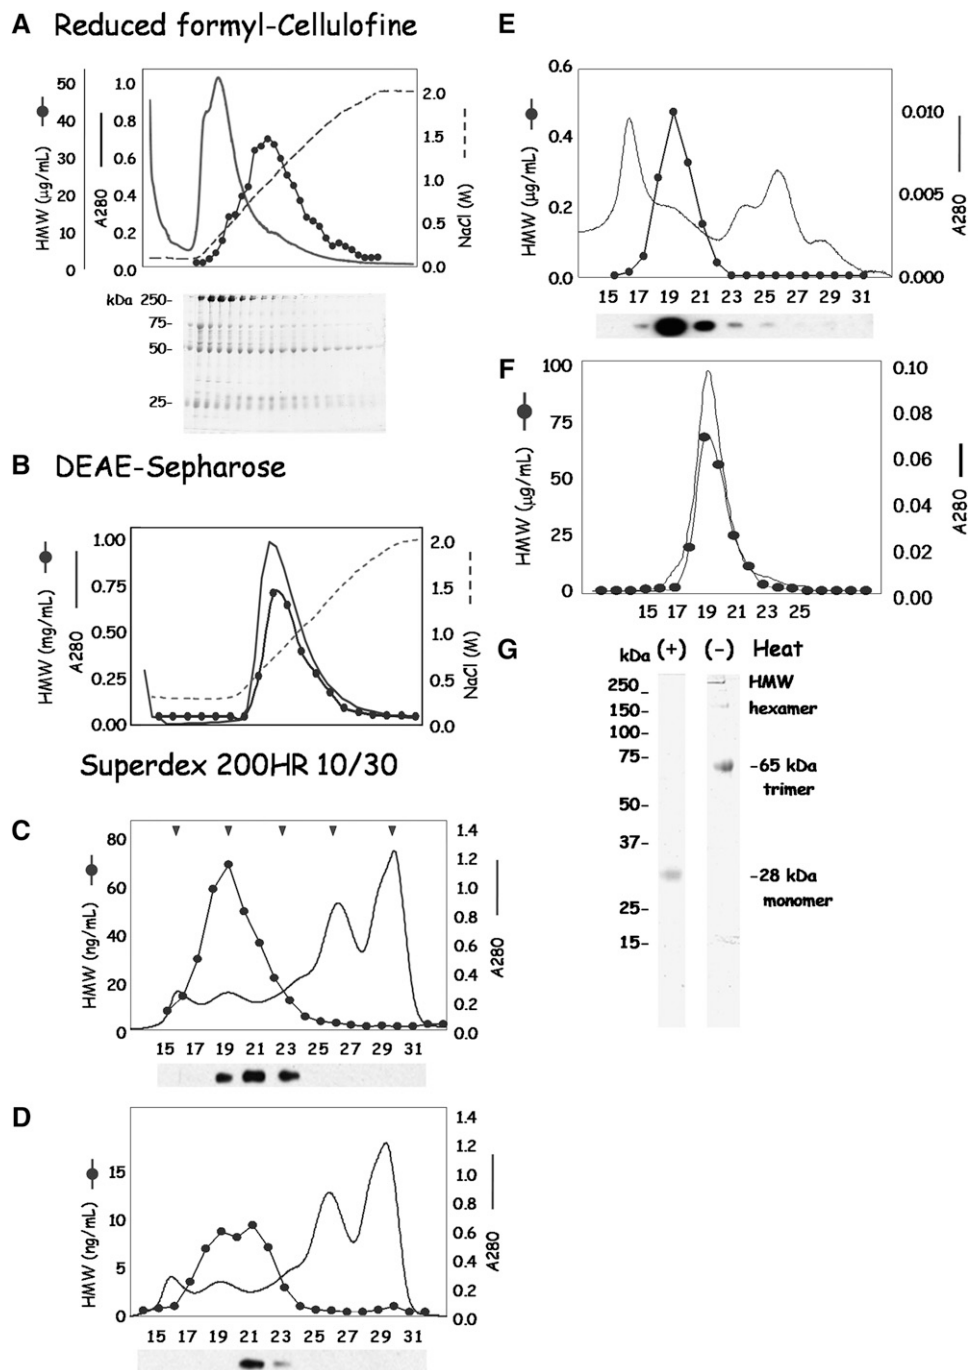 A Reduced formyl-Cellulofine
HMW (µg/mL)
50
40
30
20
10
0
A280
1.0
0.8
0.6
0.4
0.2
0.0
2.0
1.5
1.0
0.5
0.0
NaCl (M)
kDa 250-
75-
50-
25-
B DEAE-Sepharose
HMW (mg/mL)
A280
1.00
0.75
0.50
0.25
0.00
2.0
1.5
1.0
0.5
0.0
NaCl (M)
Superdex 200HR 10/30
C
HMW (ng/mL)
80
60
40
20
0
1.4
1.2
1.0
0.8
0.6
0.4
0.2
0.0
A280
15 17 19 21 23 25 27 29 31
D
HMW (ng/mL)
15
10
5
0
1.4
1.2
1.0
0.8
0.6
0.4
0.2
0.0
A280
15 17 19 21 23 25 27 29 31
E
HMW (µg/mL)
0.6
0.4
0.2
0.0
0.010
0.005
0.000
A280
15 17 19 21 23 25 27 29 31
F
HMW (µg/mL)
100
75
50
25
0
0.10
0.08
0.06
0.04
0.02
0.00
A280
15 17 19 21 23 25
G
kDa (+) (-) Heat
250-
150-
100-
75-
50-
37-
25-
15-
HMW
hexamer
-65 kDa
trimer
-28 kDa
monomer